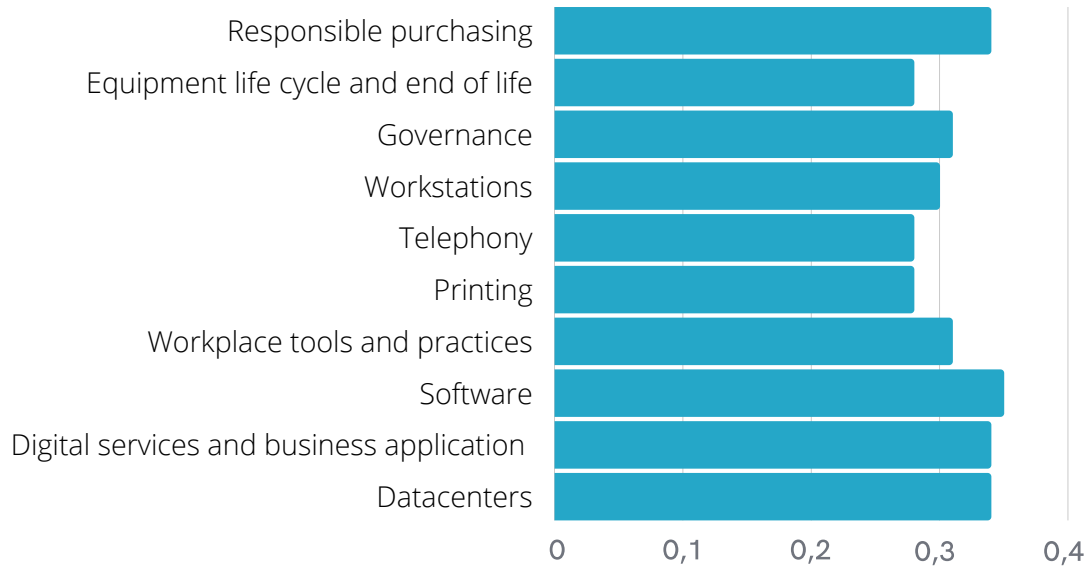 Responsible purchasing
Equipment life cycle and end of life
Governance
Workstations
Telephony
Printing
Workplace tools and practices
Software
Digital services and business application
Datacenters
0 0,1 0,2 0,3 0,4